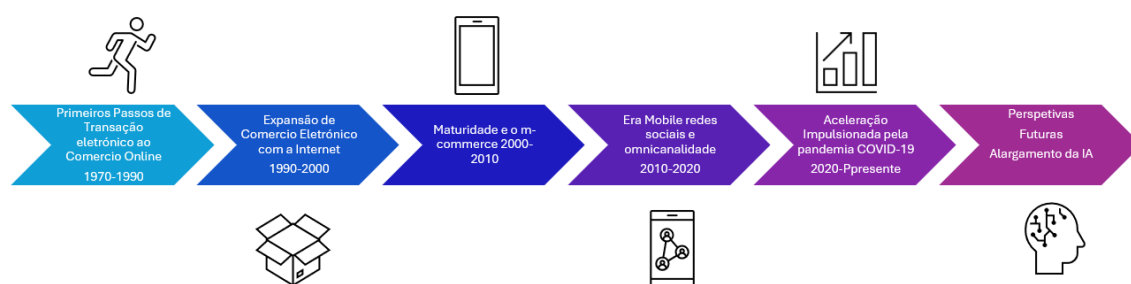 Primeiros Passos de
Transação
eletrónico ao
Comercio Online
1970-1990
Expansão de
Comercio Eletrónico
com a Internet
1990-2000
Maturidade e o m-
commerce 2000-
2010
Era Mobile redes
sociais e
omnicanalidade
2010-2020
Aceleração
Impulsionada pela
pandemia COVID-19
2020-Ppresente
Perspetivas
Futuras
Alargamento da IA